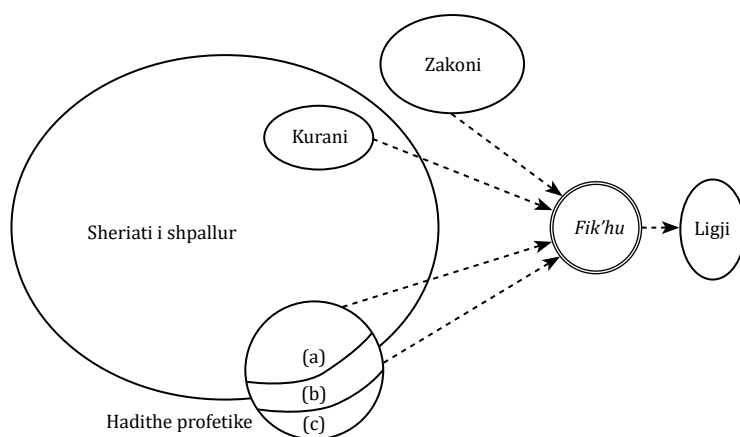 Zakoni
Kurani
Sheriati i shpallur
Fik’hu
Ligji
(a)
(b)
(c)
Hadithe profetike